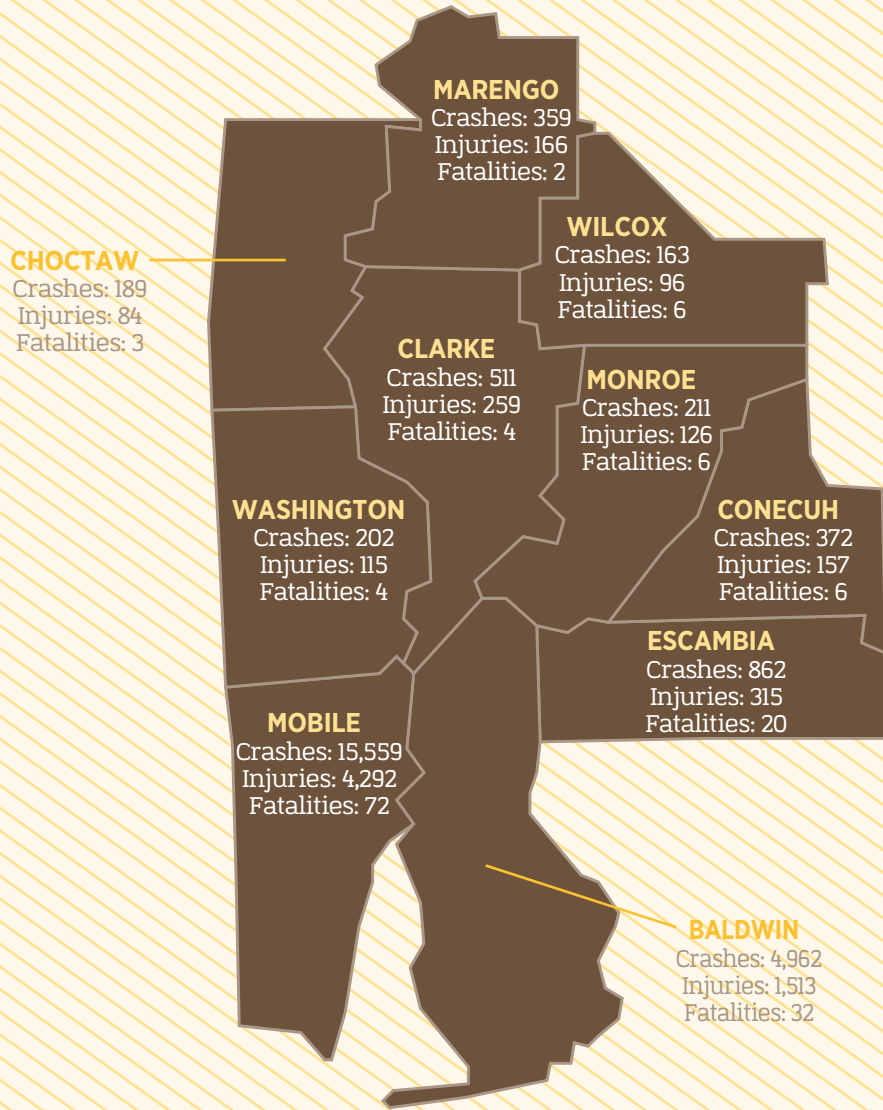 MARENGO
Crashes: 359
Injuries: 166
Fatalities: 2
WILCOX
Crashes: 163
Injuries: 96
Fatalities: 6
CHOCTAW
Crashes: 189
Injuries: 84
Fatalities: 3
CLARKE
Crashes: 511
Injuries: 259
Fatalities: 4
MONROE
Crashes: 211
Injuries: 126
Fatalities: 6
WASHINGTON
Crashes: 202
Injuries: 115
Fatalities: 4
CONECUH
Crashes: 372
Injuries: 157
Fatalities: 6
ESCAMBIA
Crashes: 862
Injuries: 315
Fatalities: 20
MOBILE
Crashes: 15,559
Injuries: 4,292
Fatalities: 72
BALDWIN
Crashes: 4,962
Injuries: 1,513
Fatalities: 32